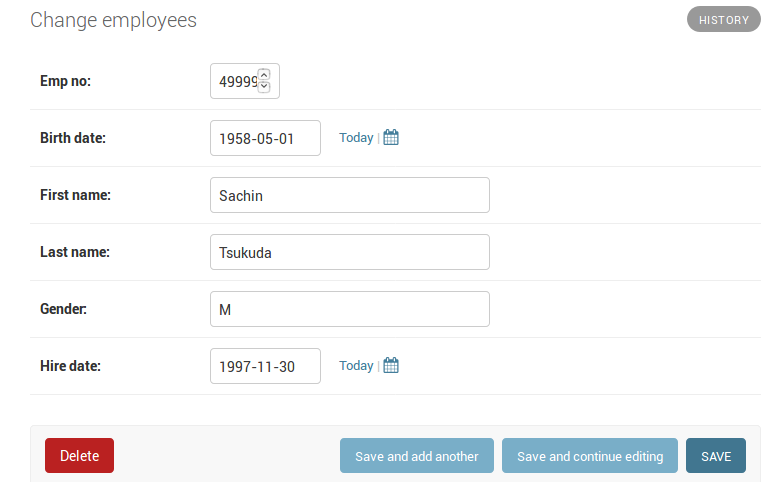 Change employees HISTORY
Emp no: 49999
Birth date: 1958-05-01 Today |
First name: Sachin
Last name: Tsukuda
Gender: M
Hire date: 1997-11-30 Today |
Delete Save and add another Save and continue editing SAVE